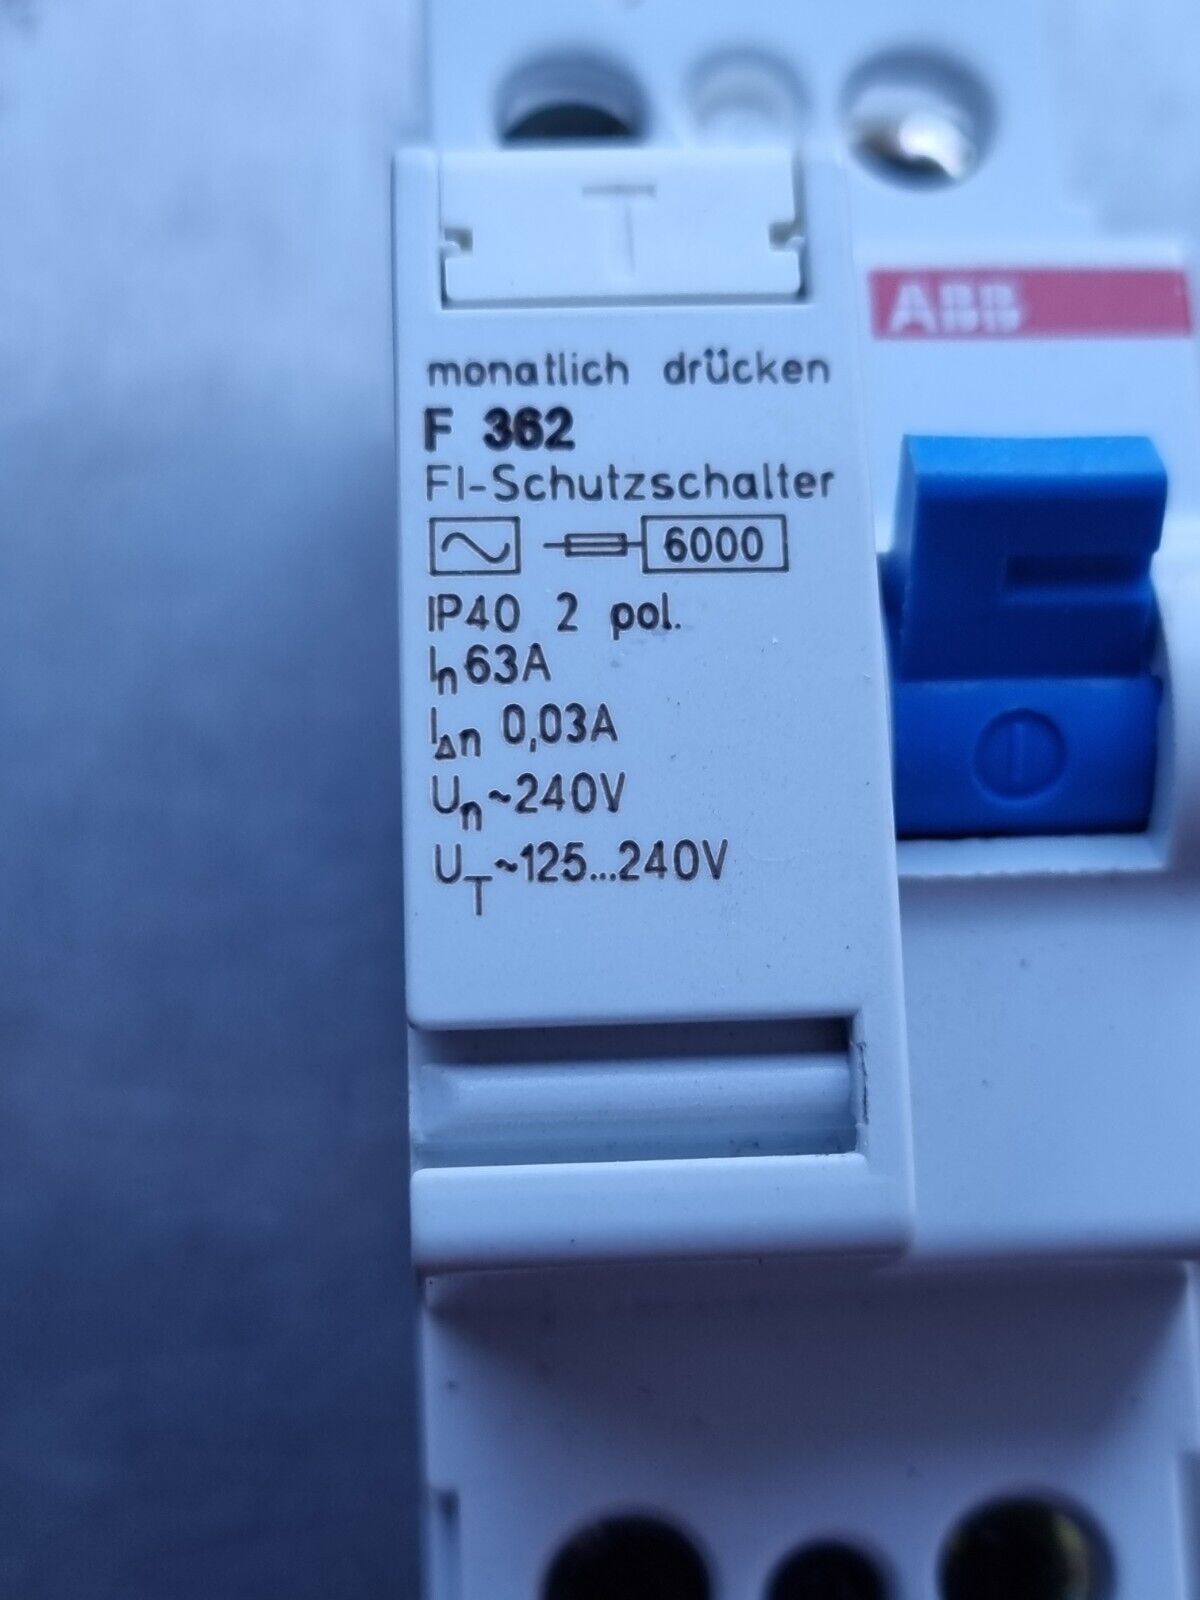 T
ABB
monatlich drücken
F 362
FI-Schutzschalter
6000
IP40 2 pol.
In 63A
IΔn 0,03A
Un ~240V
UT ~125...240V